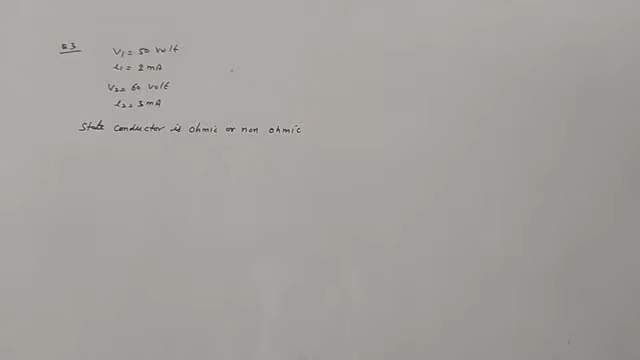 Q3
V1 = 50 volt
i1 = 2 mA
V2 = 60 volt
i2 = 3 mA
State conductor is ohmic or non ohmic